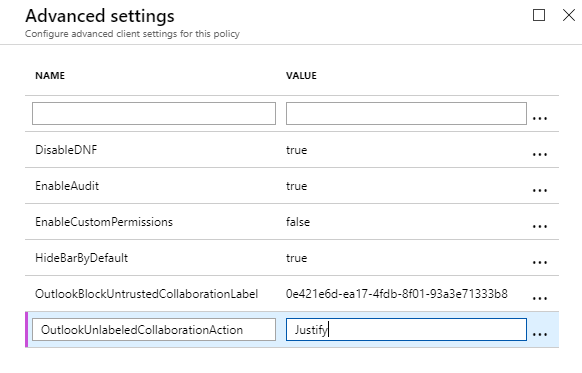 Advanced settings
Configure advanced client settings for this policy
NAME VALUE
...
DisableDNF true ...
EnableAudit true ...
EnableCustomPermissions false ...
HideBarByDefault true ...
OutlookBlockUntrustedCollaborationLabel 0e421e6d-ea17-4fdb-8f01-93a3e71333b8 ...
OutlookUnlabeledCollaborationAction Justify ...